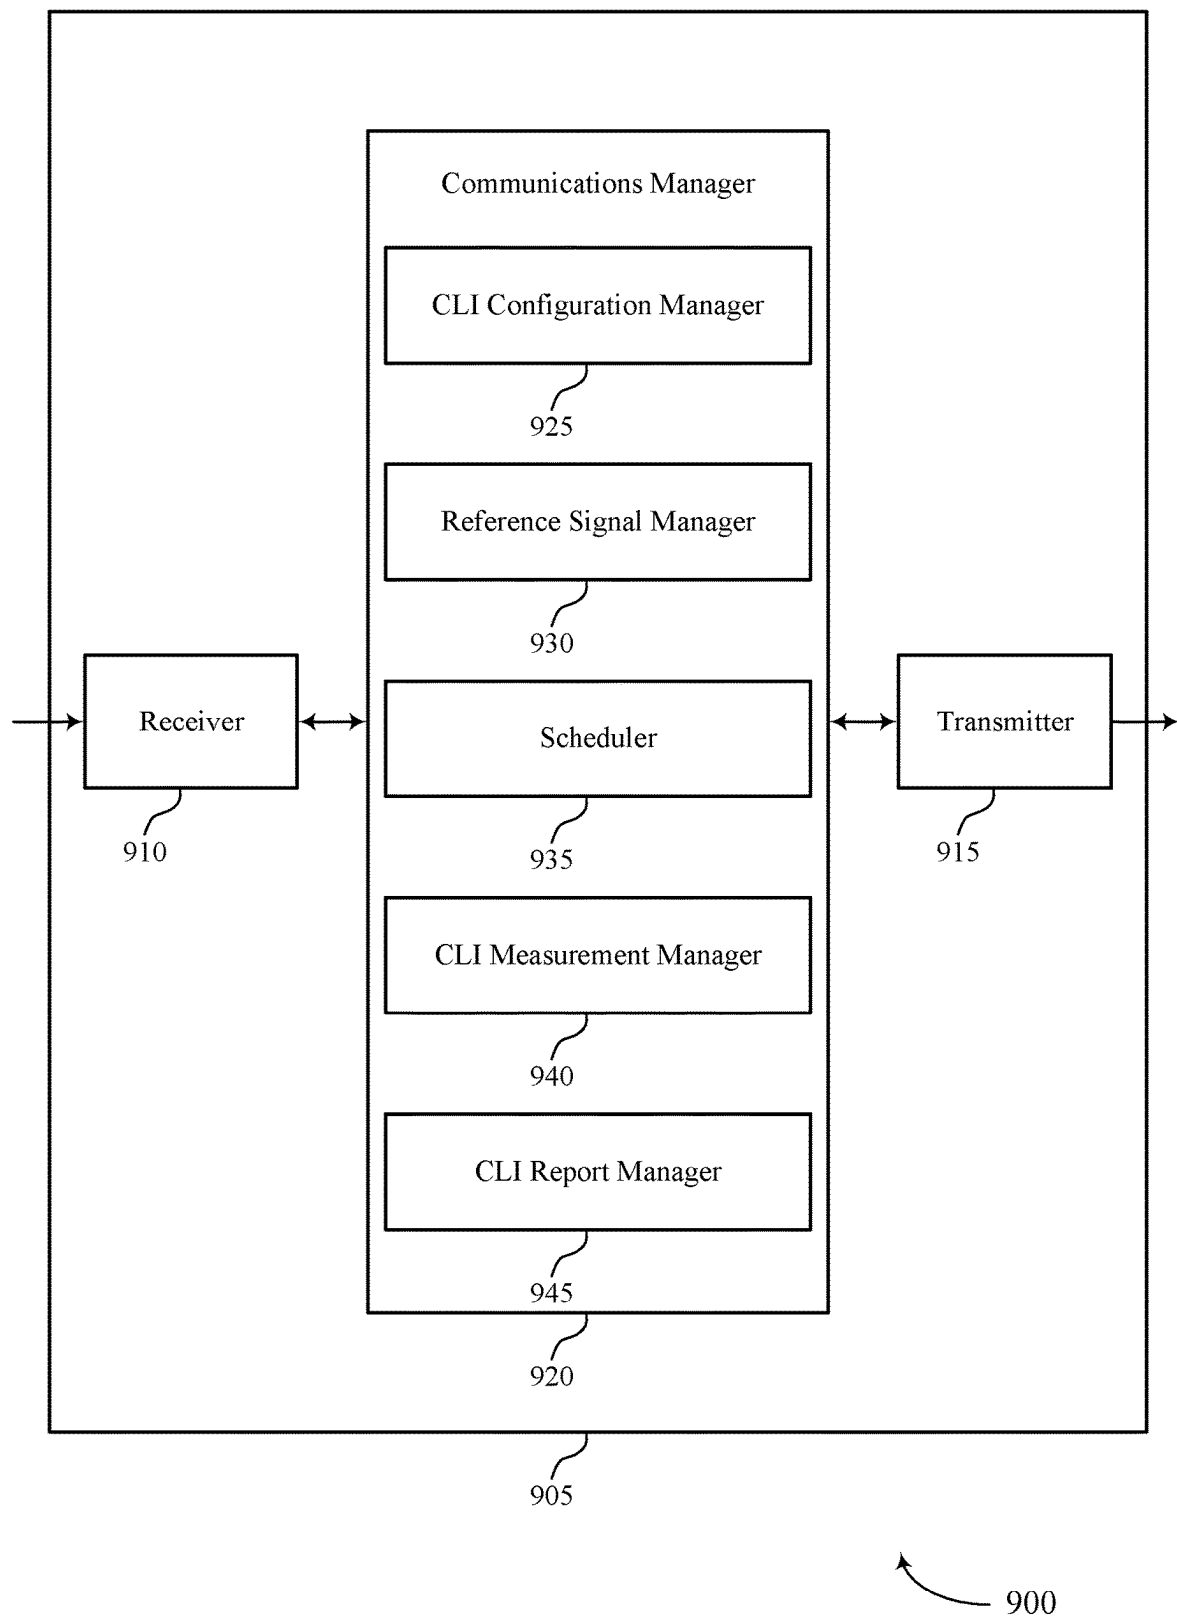 Communications Manager
CLI Configuration Manager
925
Reference Signal Manager
930
Receiver
910
Scheduler
935
Transmitter
915
CLI Measurement Manager
940
CLI Report Manager
945
920
905
900